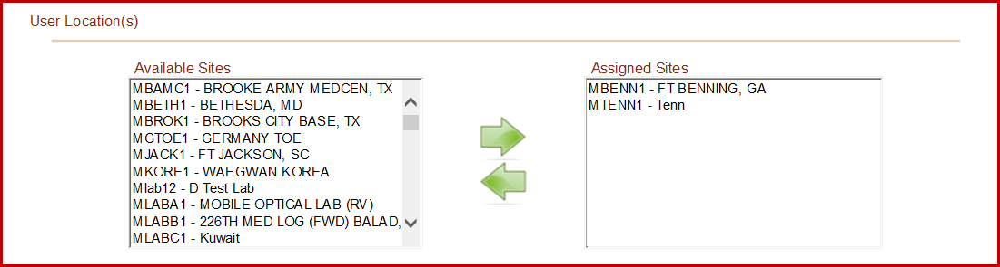 User Location(s)
Available Sites
MBAMC1 - BROOKE ARMY MEDCEN, TX
MBETH1 - BETHESDA, MD
MBROK1 - BROOKS CITY BASE, TX
MGTOE1 - GERMANY TOE
MJACK1 - FT JACKSON, SC
MKORE1 - WAEGWAN KOREA
Mlab12 - D Test Lab
MLABA1 - MOBILE OPTICAL LAB (RV)
MLABB1 - 226TH MED LOG (FWD) BALAD,
MLABC1 - Kuwait
Assigned Sites
MBENN1 - FT BENNING, GA
MTENN1 - Tenn